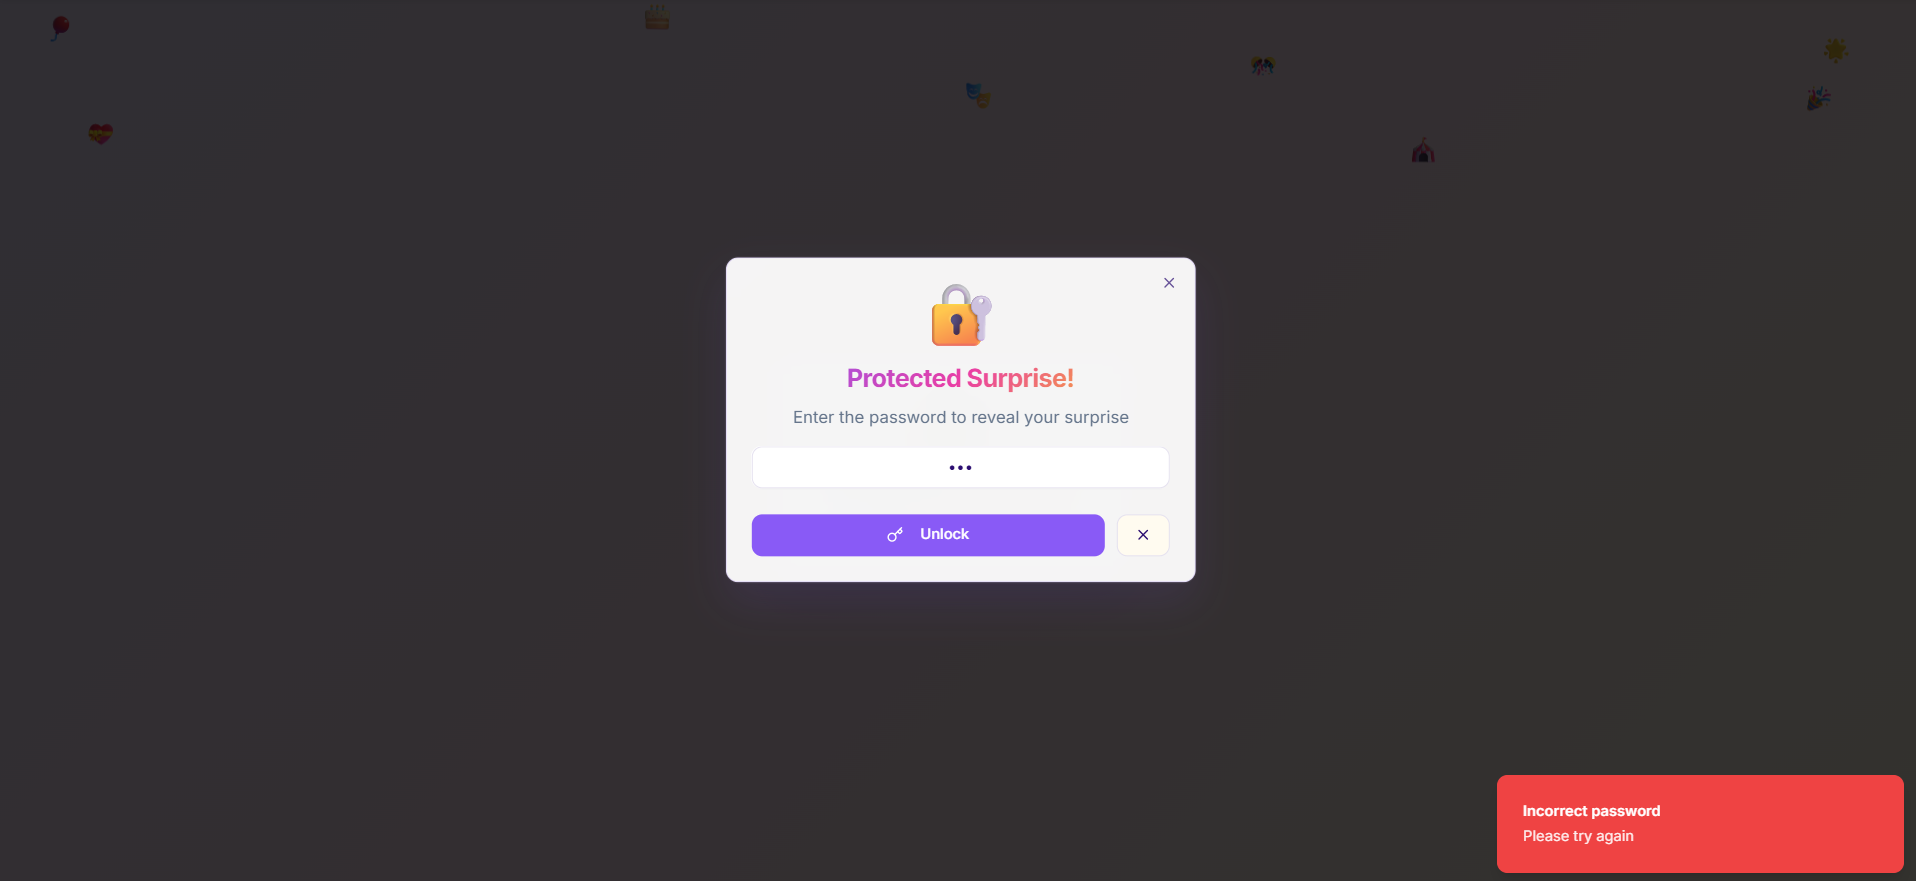 Protected Surprise!
Enter the password to reveal your surprise
•••
Unlock
Incorrect password
Please try again